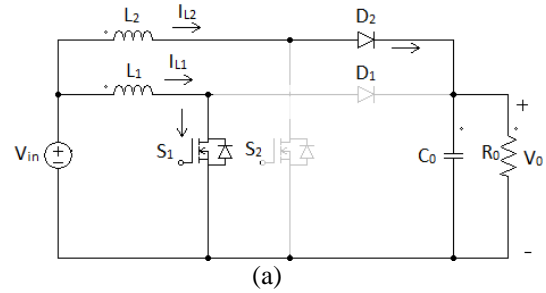 L2 IL2 D2
L1 IL1 D1
+
Vin S1 S2 C0 R0 V0
-
(a)